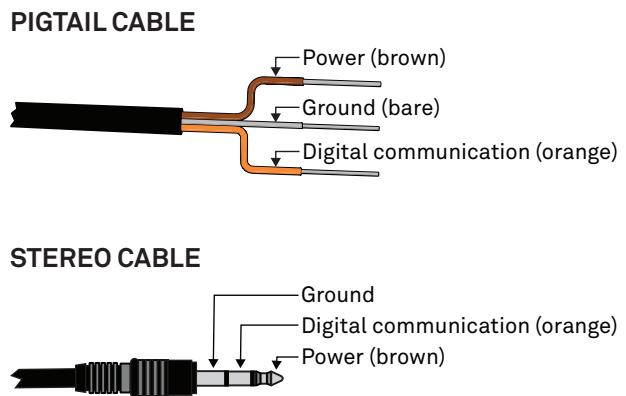 PIGTAIL CABLE
Power (brown)
Ground (bare)
Digital communication (orange)
STEREO CABLE
Ground
Digital communication (orange)
Power (brown)